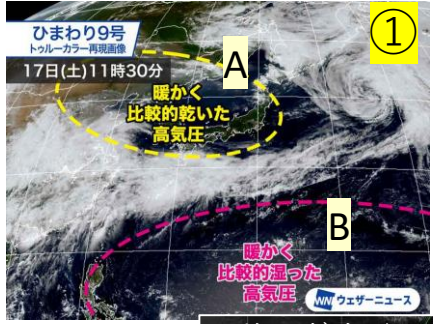 ひまわり9号
トゥルーカラー再現画像
17日(土)11時30分
①
A
暖かく
比較的乾いた
高気圧
B
暖かく
比較的湿った
高気圧
ウェザーニュース